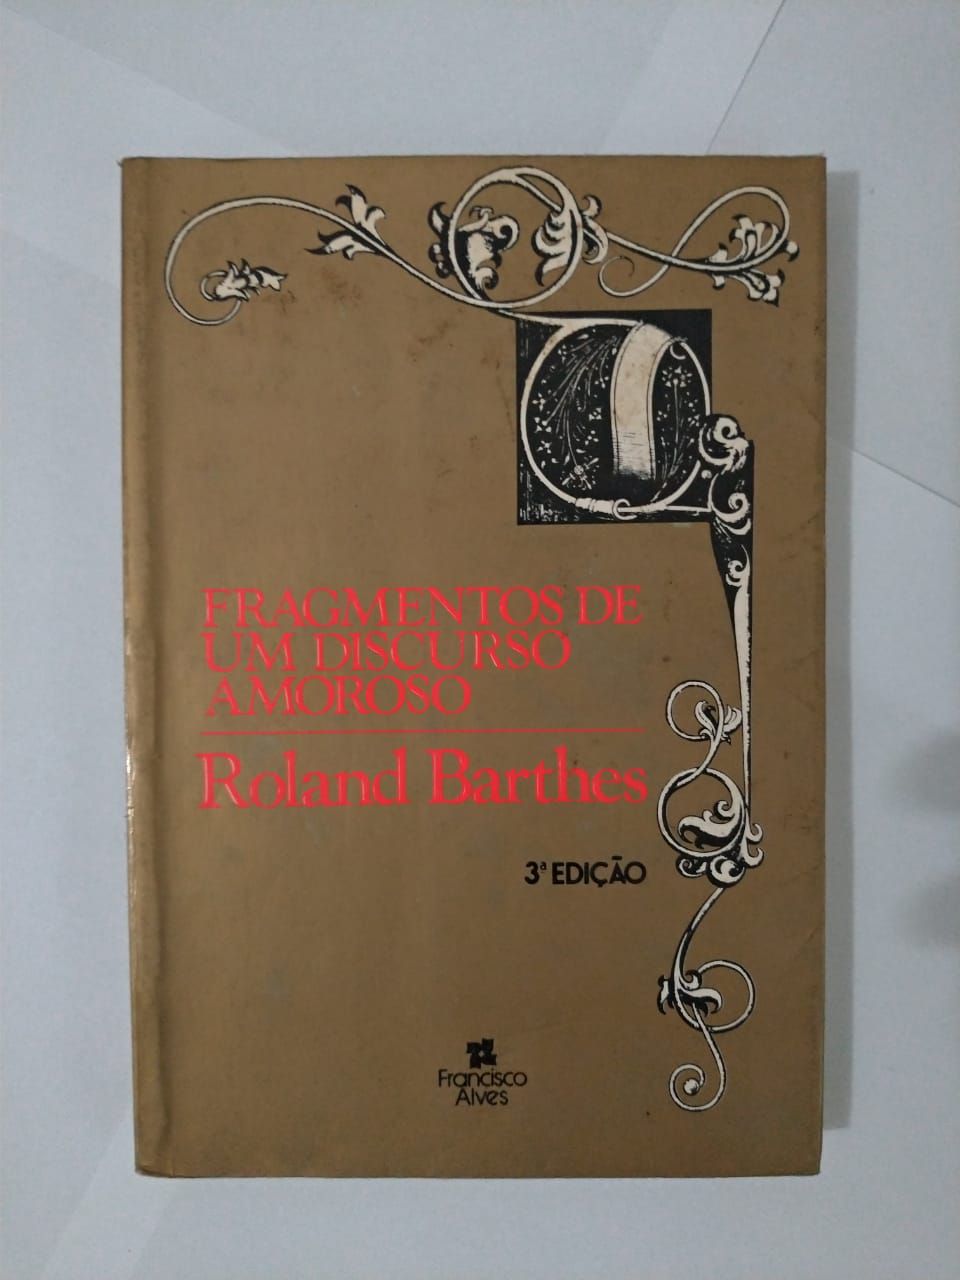 FRAGMENTOS DE
UM DISCURSO
AMOROSO
Roland Barthes
3ª EDIÇÃO
Francisco
Alves